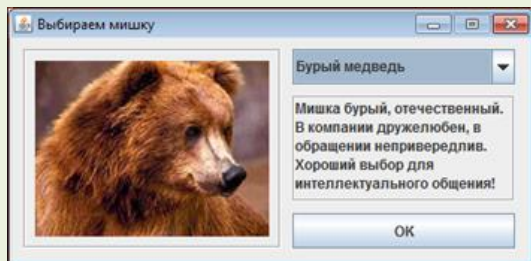 Выбираем мишку
Бурый медведь
Мишка бурый, отечественный.
В компании дружелюбен, в
обращении непривередлив.
Хороший выбор для
интеллектуального общения!
OK